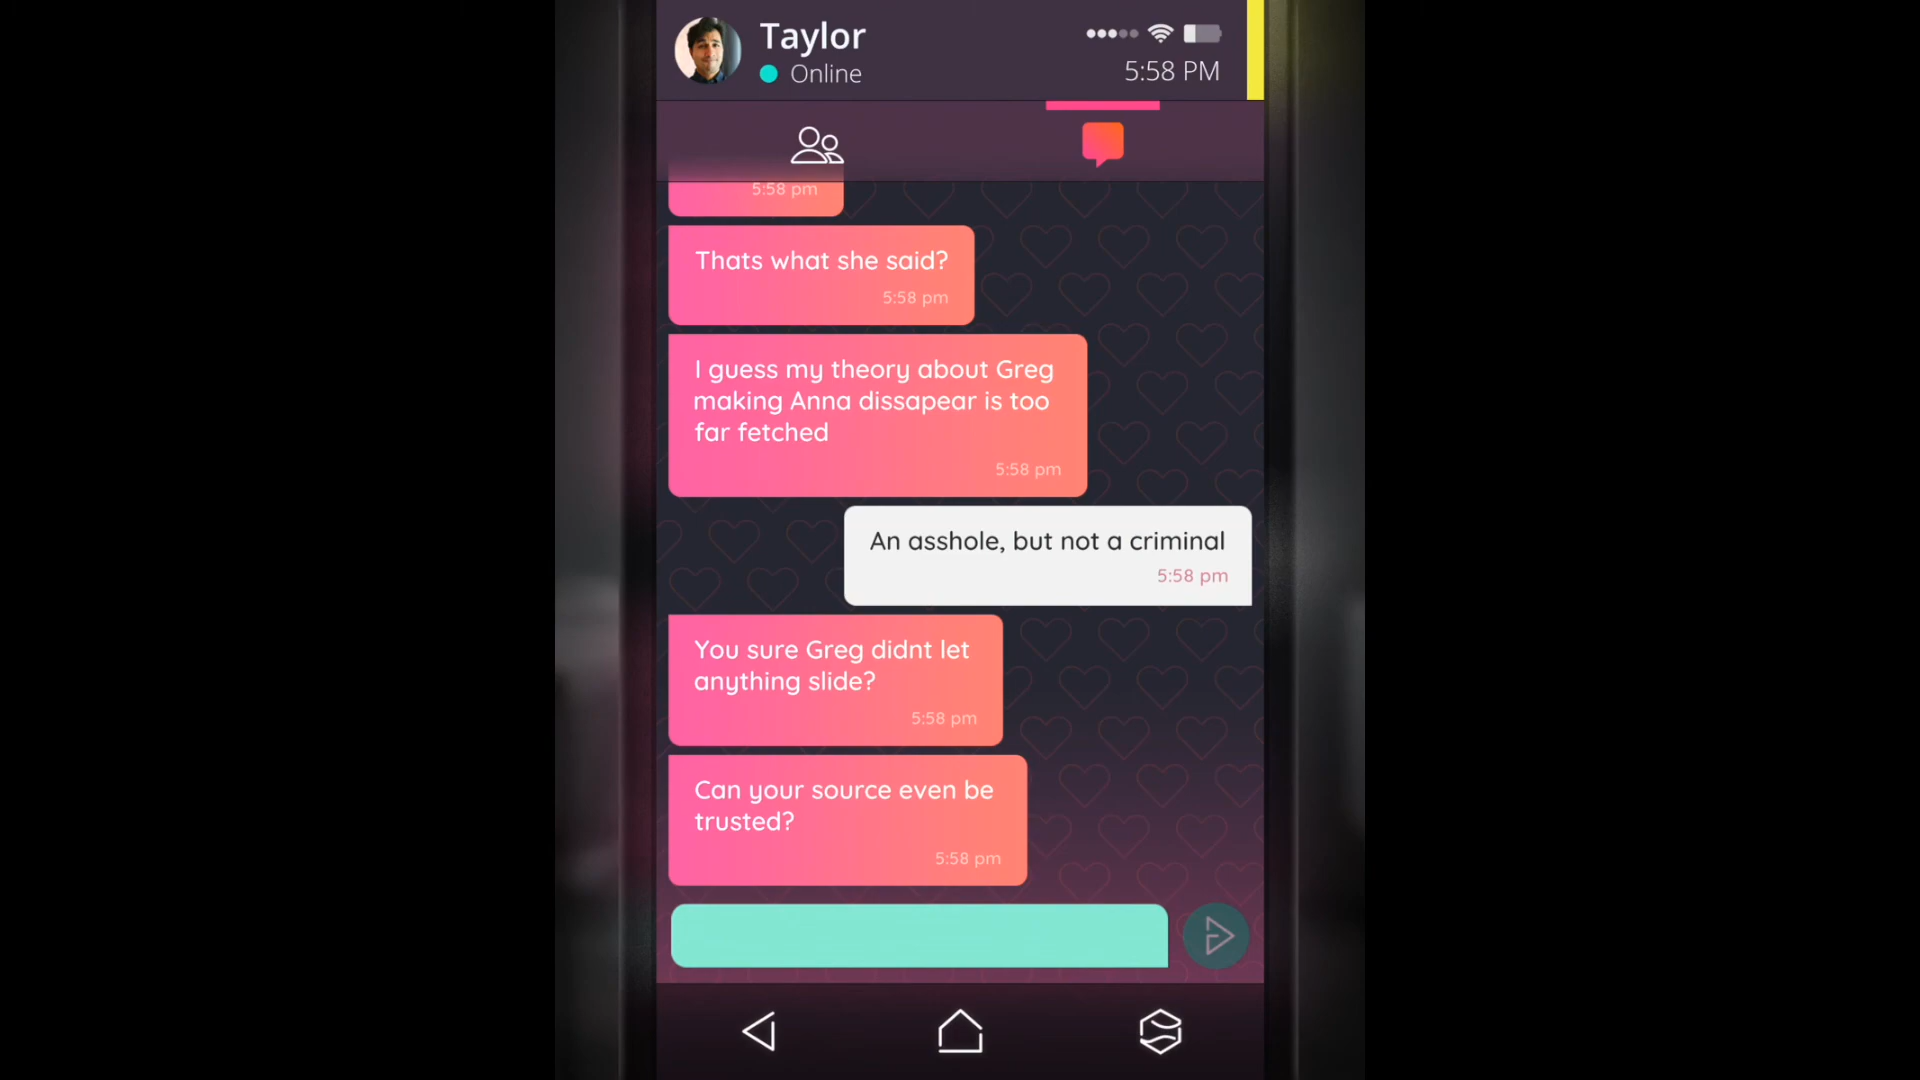 Taylor
Online
5:58 PM
5:58 pm
Thats what she said?
5:58 pm
I guess my theory about Greg
making Anna dissapear is too
far fetched
5:58 pm
An asshole, but not a criminal
5:58 pm
You sure Greg didnt let
anything slide?
5:58 pm
Can your source even be
trusted?
5:58 pm